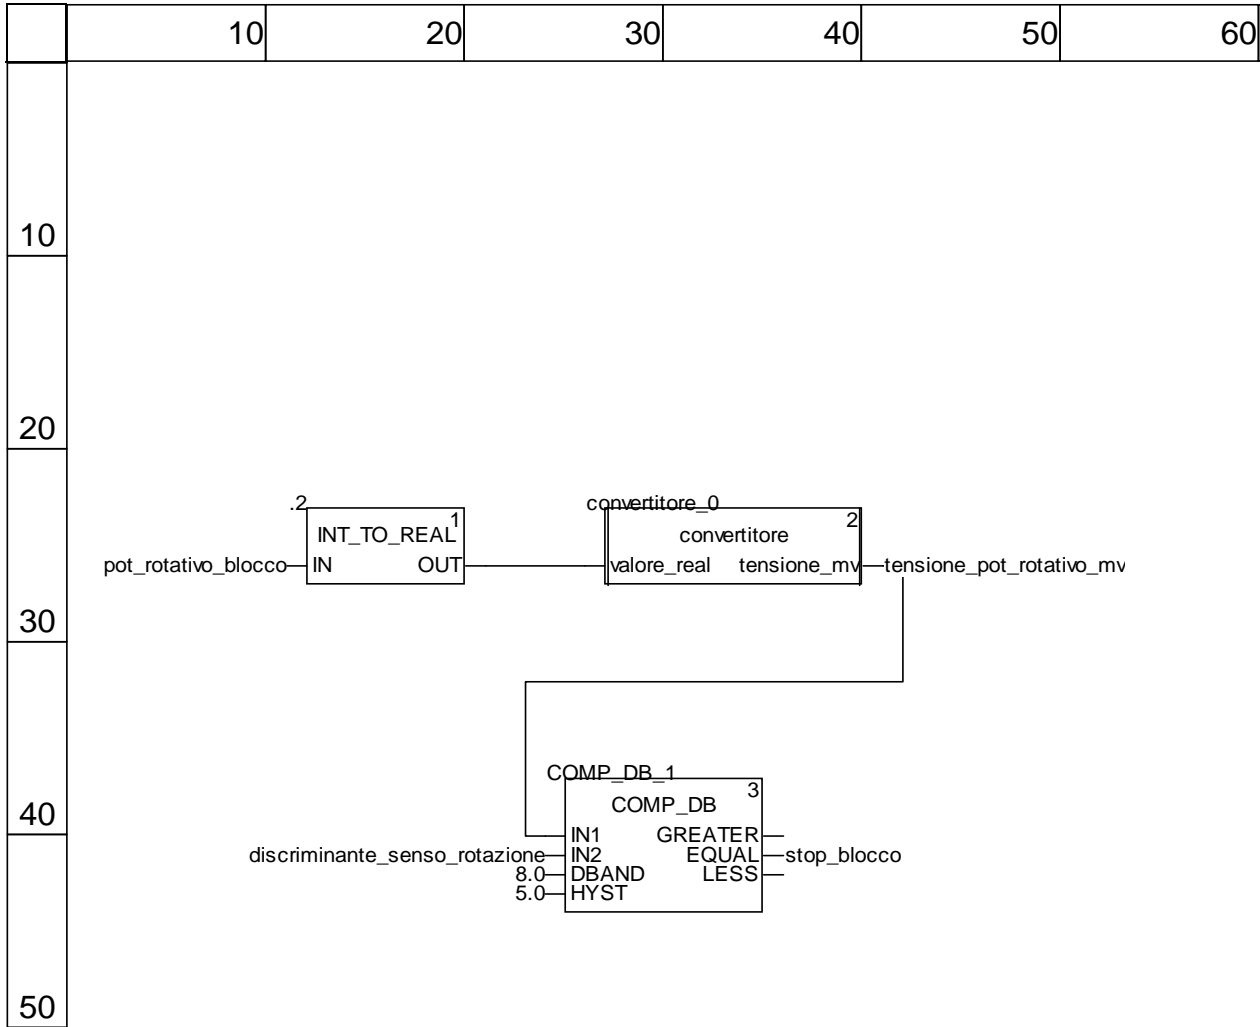 10 20 30 40 50 60
10
20
.2 convertitore_0
1 2
INT_TO_REAL convertitore
pot_rotativo_blocco IN OUT valore_real tensione_mv tensione_pot_rotativo_mv
30
COMP_DB_1
3
COMP_DB
40
IN1 GREATER
discriminante_senso_rotazione IN2 EQUAL stop_blocco
8.0 DBAND LESS
5.0 HYST
50